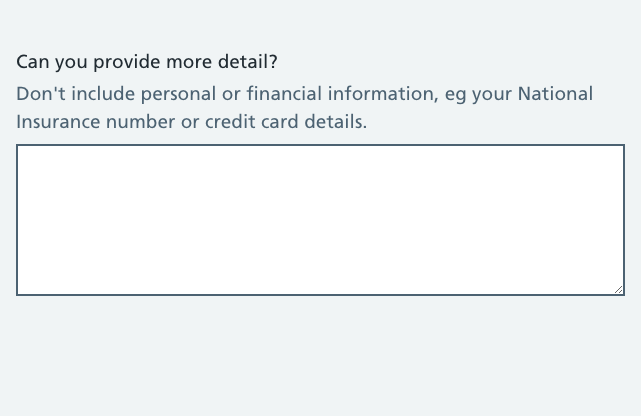 Can you provide more detail?
Don't include personal or financial information, eg your National
Insurance number or credit card details.